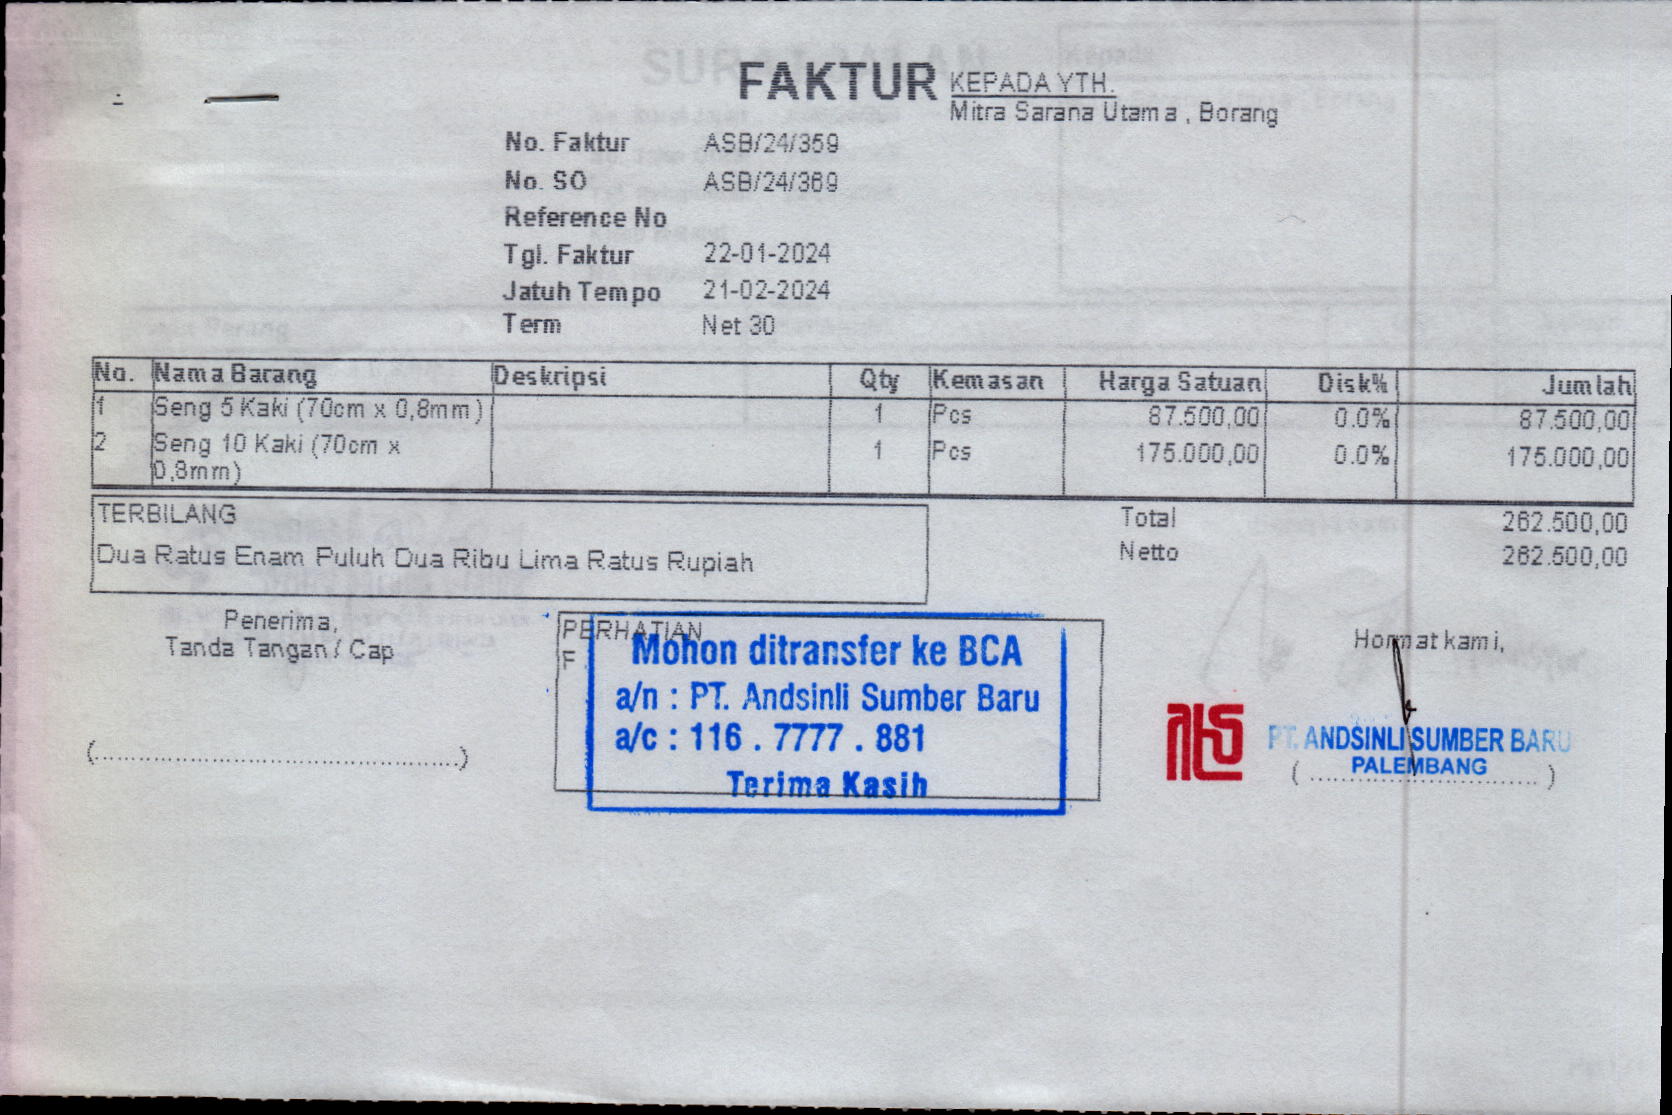 FAKTUR
KEPADA YTH.
Mitra Sarana Utama , Borang
No. Faktur ASB/24/359
No. SO ASB/24/369
Reference No
Tgl. Faktur 22-01-2024
Jatuh Tempo 21-02-2024
Term Net 30
No. Nama Barang Deskripsi Qty Kemasan Harga Satuan Disk% Jumlah
1 Seng 5 Kaki (70cm x 0,8mm) 1 Pcs 87.500,00 0.0% 87.500,00
2 Seng 10 Kaki (70cm x 1 Pcs 175.000,00 0.0% 175.000,00
0,8mm)
TERBILANG
Dua Ratus Enam Puluh Dua Ribu Lima Ratus Rupiah
Total 262.500,00
Netto 262.500,00
Penerima,
Tanda Tangan / Cap
(............................................)
PERHATIAN
F
Mohon ditransfer ke BCA
a/n : PT. Andsinli Sumber Baru
a/c : 116 . 7777 . 881
Terima Kasih
Hormat kami,
PT. ANDSINLI SUMBER BARU
PALEMBANG
(................................)